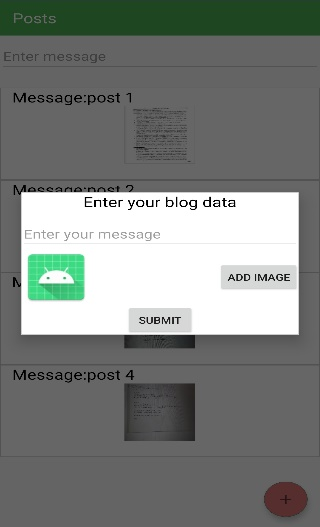 Posts
Enter message
Message:post 1
Message:post 2
Enter your blog data
Enter your message
ADD IMAGE
SUBMIT
Message:post 4
+